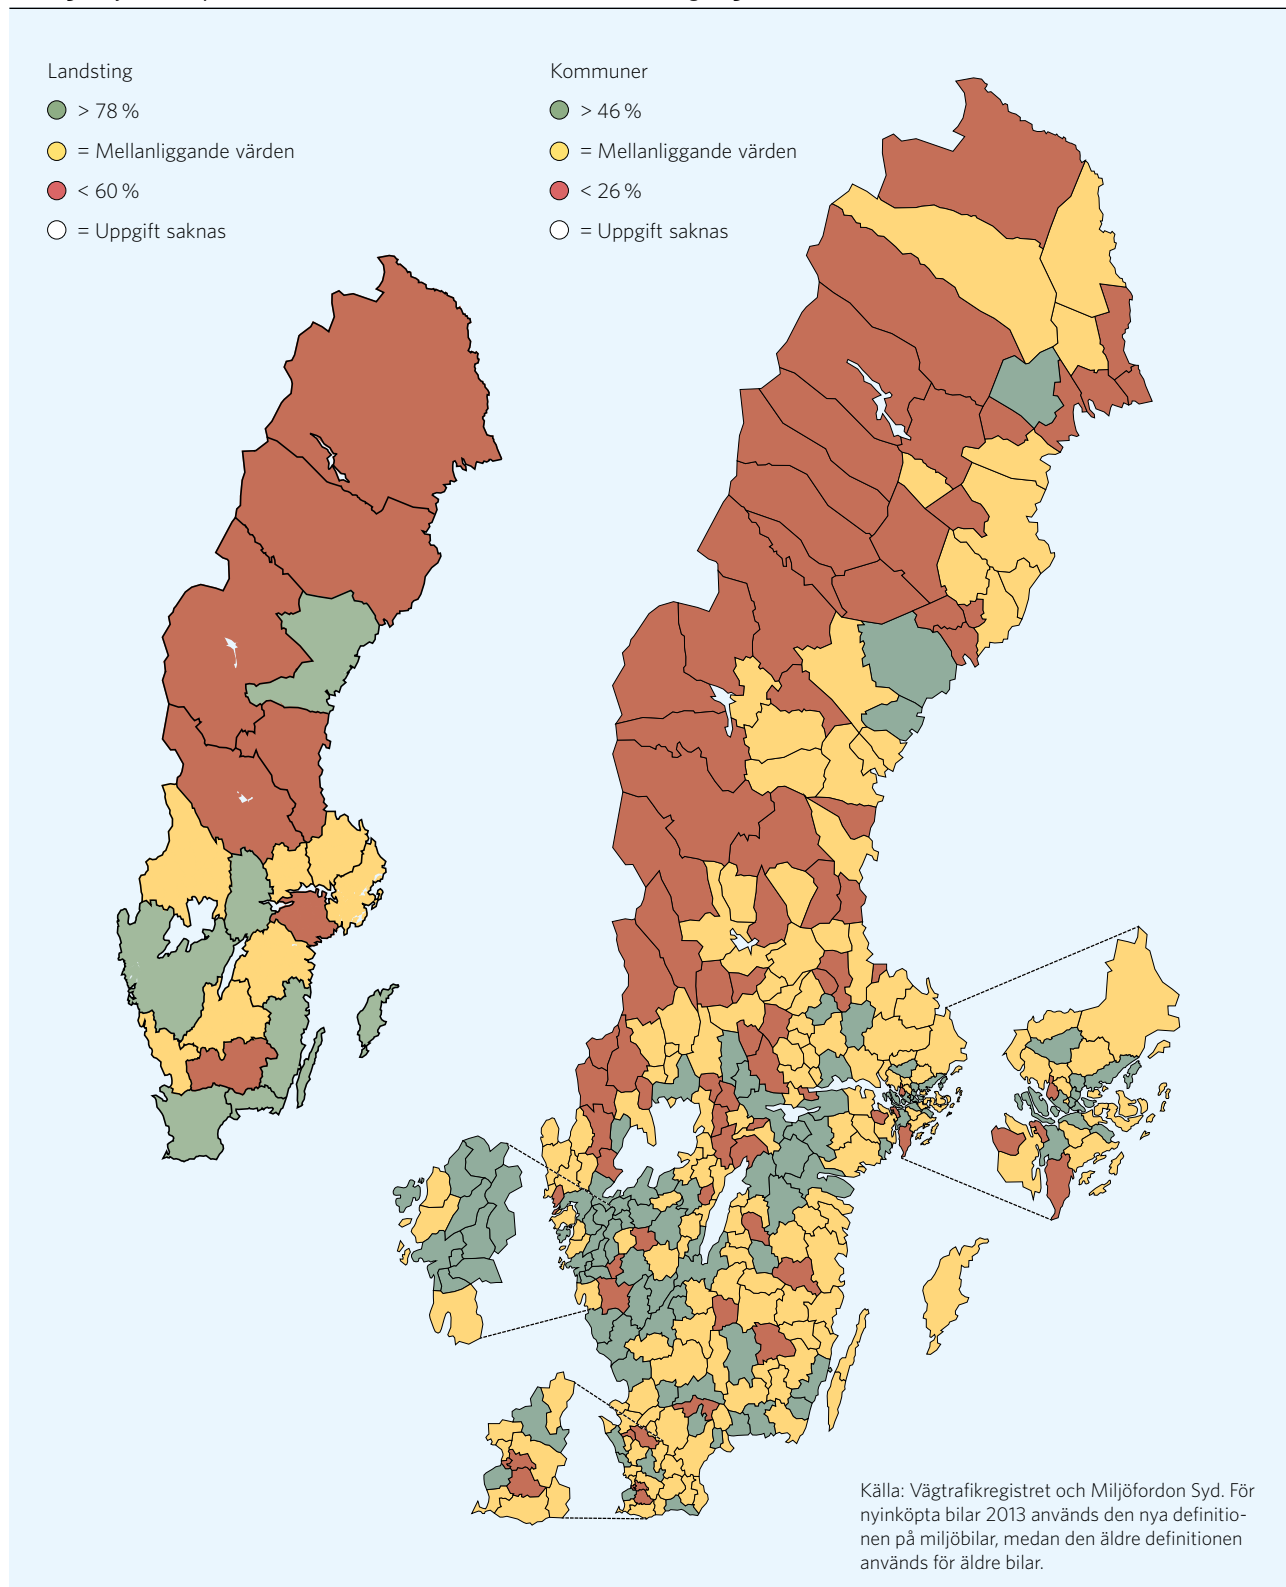 Landsting
> 78 %
= Mellanliggande värden
< 60 %
= Uppgift saknas
Kommuner
> 46 %
= Mellanliggande värden
< 26 %
= Uppgift saknas
Källa: Vägtrafikregistret och Miljöfordon Syd. För
nyinköpta bilar 2013 används den nya definitio-
nen på miljöbilar, medan den äldre definitionen
används för äldre bilar.